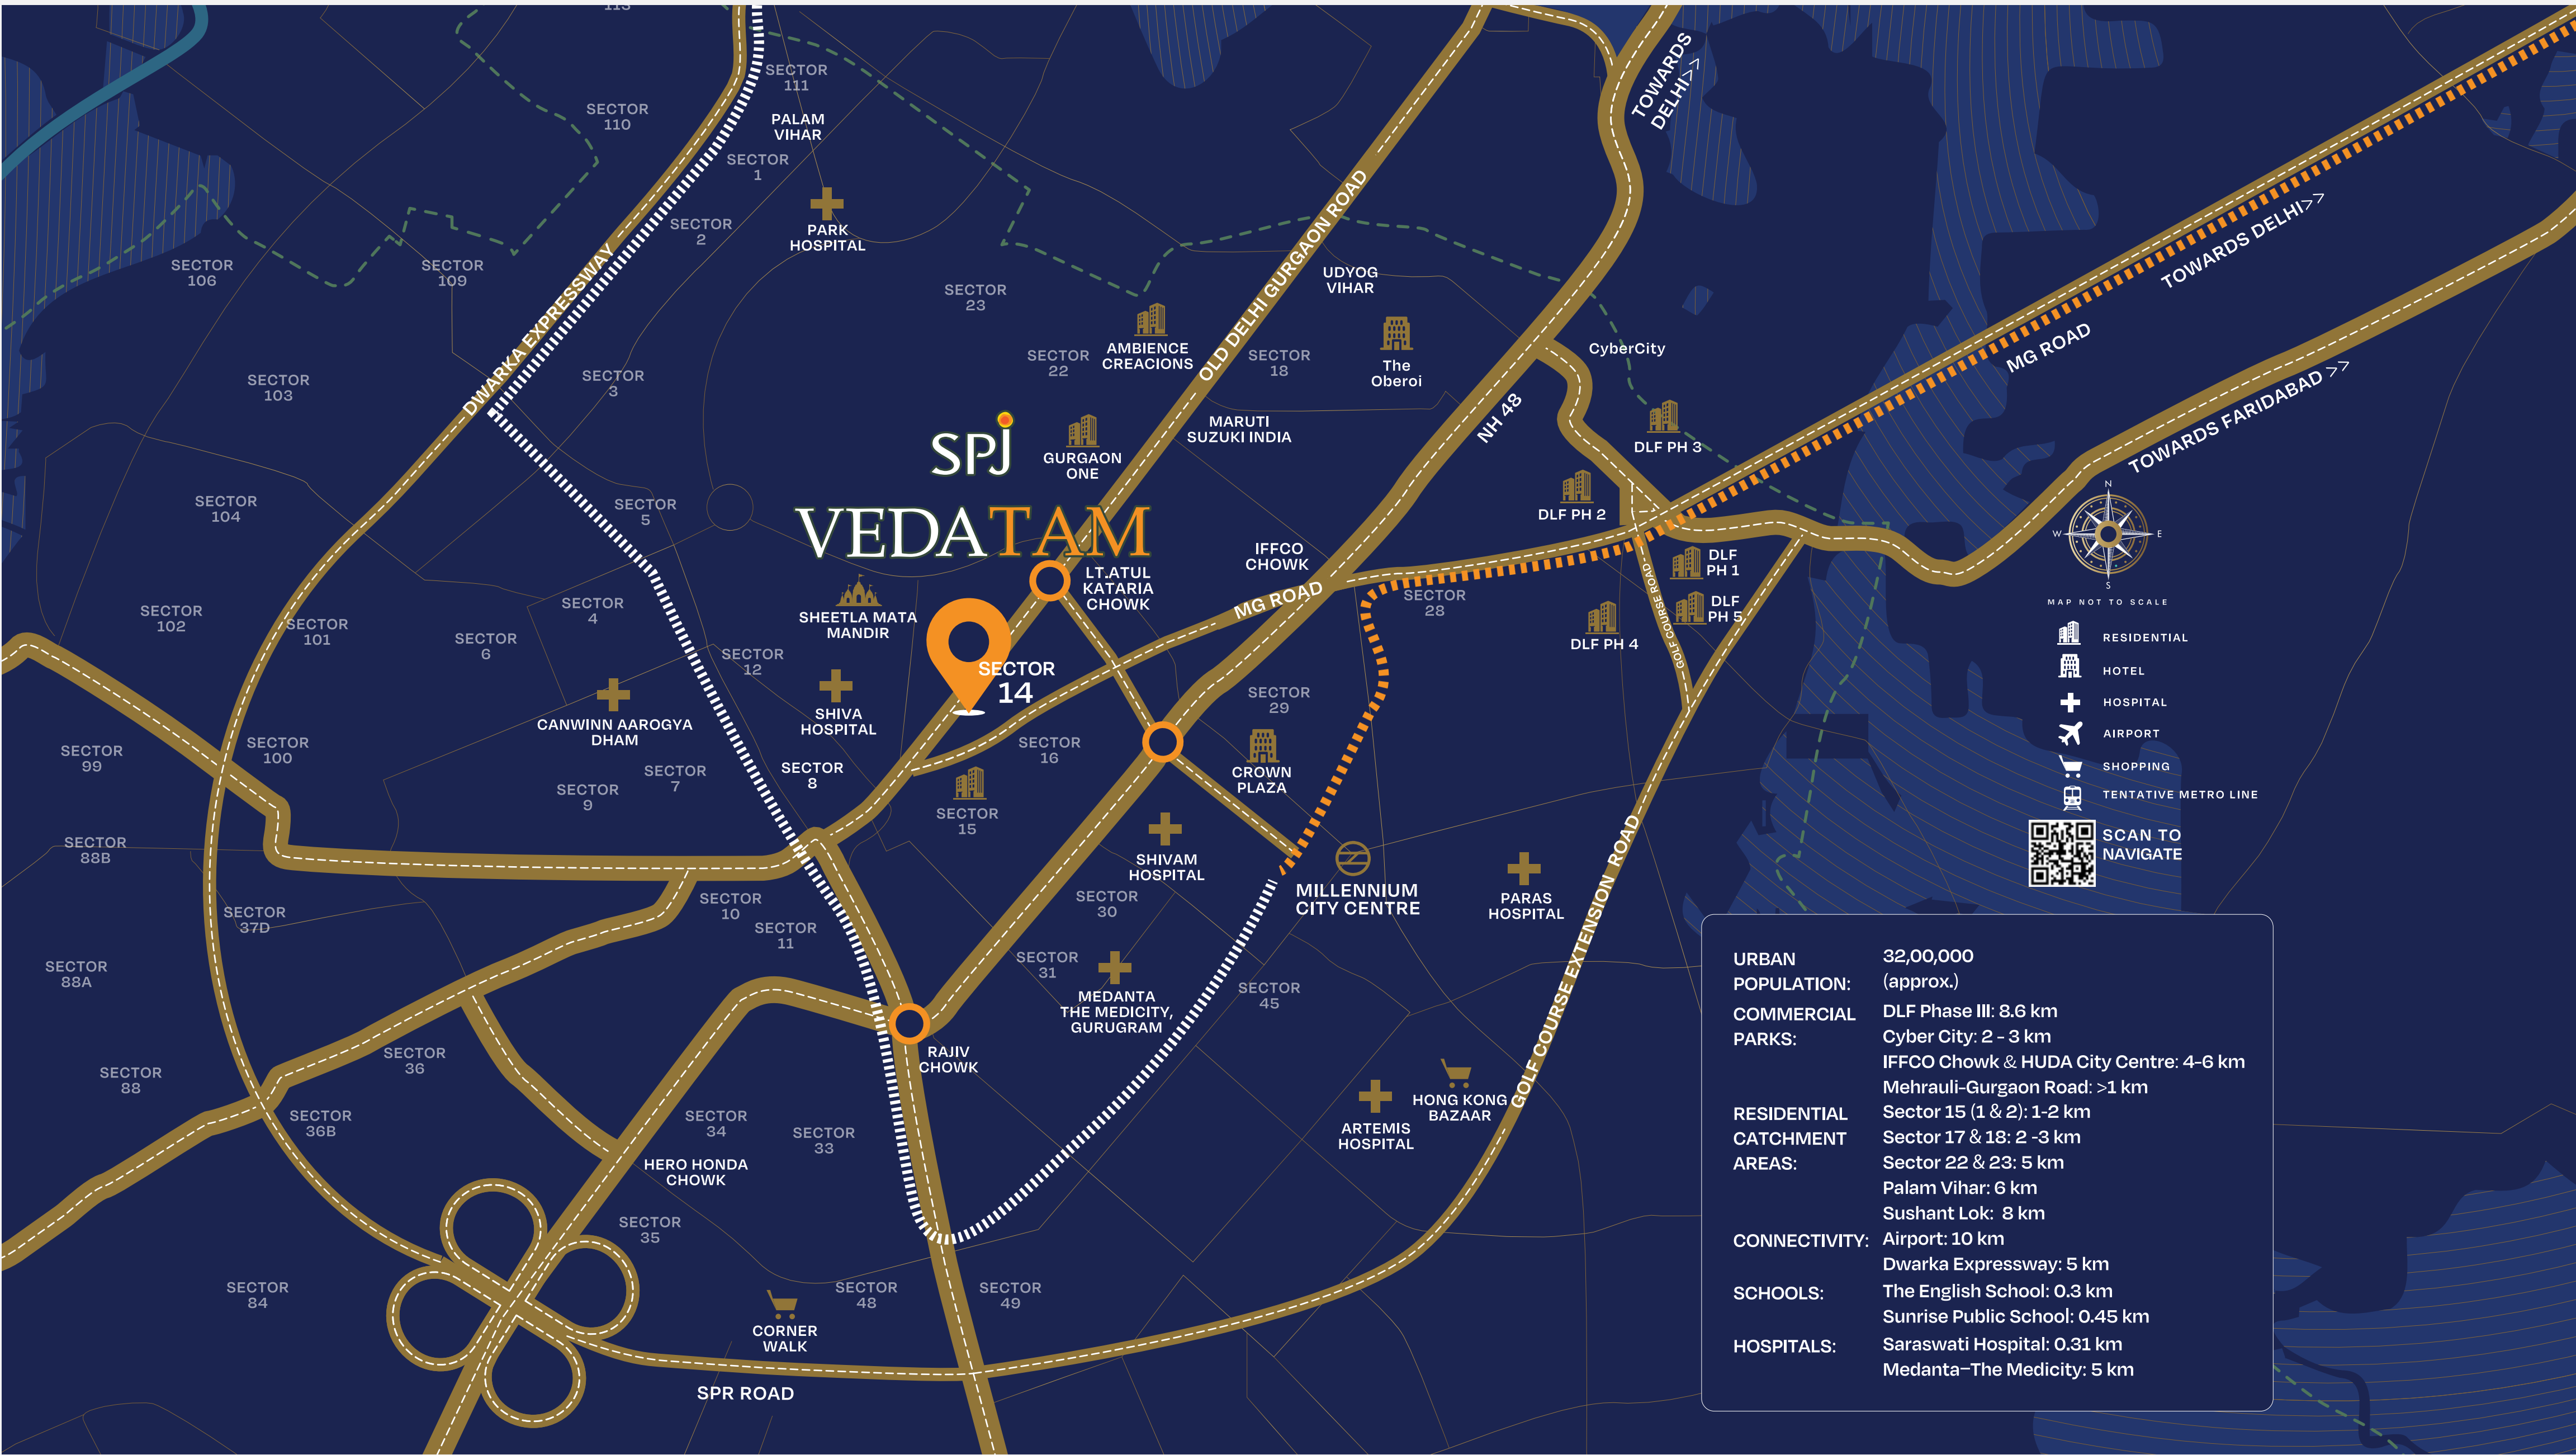 113
SECTOR
111
SECTOR
110
PALAM
VIHAR
SECTOR
1
SECTOR
2
PARK
HOSPITAL
SECTOR
106
SECTOR
109
DWARKA EXPRESSWAY
SECTOR
103
SECTOR
3
SECTOR
23
SECTOR
22
AMBIENCE
CREACIONS
OLD DELHI GURGAON ROAD
UDYOG
VIHAR
SECTOR
18
The
Oberoi
MARUTI
SUZUKI INDIA
NH 48
CyberCity
TOWARDS
DELHI>>
TOWARDS DELHI>>
MG ROAD
TOWARDS FARIDABAD >>
DLF PH 3
DLF PH 2
SPJ
VEDATAM
GURGAON
ONE
SECTOR
104
SECTOR
5
IFFCO
CHOWK
MG ROAD
LT.ATUL
KATARIA
CHOWK
SHEETLA MATA
MANDIR
SECTOR
14
SECTOR
28
DLF
PH 1
DLF
PH 5
DLF PH 4
GOLF COURSE ROAD
SECTOR
102
SECTOR
101
SECTOR
6
SECTOR
4
SECTOR
12
SHIVA
HOSPITAL
CANWINN AAROGYA
DHAM
SECTOR
29
SECTOR
16
CROWN
PLAZA
SECTOR
99
SECTOR
100
SECTOR
9
SECTOR
7
SECTOR
8
SECTOR
15
SECTOR
88B
SHIVAM
HOSPITAL
MILLENNIUM
CITY CENTRE
PARAS
HOSPITAL
GOLF COURSE EXTENSION ROAD
SECTOR
37D
SECTOR
10
SECTOR
11
SECTOR
30
SECTOR
31
MEDANTA
THE MEDICITY,
GURUGRAM
SECTOR
45
SECTOR
88A
SECTOR
88
SECTOR
36
RAJIV
CHOWK
SECTOR
36B
SECTOR
34
SECTOR
33
HERO HONDA
CHOWK
ARTEMIS
HOSPITAL
HONG KONG
BAZAAR
SECTOR
35
SECTOR
84
SECTOR
48
SECTOR
49
CORNER
WALK
SPR ROAD
N
W
E
S
MAP NOT TO SCALE
RESIDENTIAL
HOTEL
HOSPITAL
AIRPORT
SHOPPING
TENTATIVE METRO LINE
SCAN TO
NAVIGATE
URBAN
POPULATION:
32,00,000
(approx.)
COMMERCIAL
PARKS:
DLF Phase III: 8.6 km
Cyber City: 2 - 3 km
IFFCO Chowk & HUDA City Centre: 4-6 km
Mehrauli-Gurgaon Road: >1 km
RESIDENTIAL
CATCHMENT
AREAS:
Sector 15 (1 & 2): 1-2 km
Sector 17 & 18: 2 -3 km
Sector 22 & 23: 5 km
Palam Vihar: 6 km
Sushant Lok: 8 km
CONNECTIVITY:
Airport: 10 km
Dwarka Expressway: 5 km
SCHOOLS:
The English School: 0.3 km
Sunrise Public School: 0.45 km
HOSPITALS:
Saraswati Hospital: 0.31 km
Medanta–The Medicity: 5 km